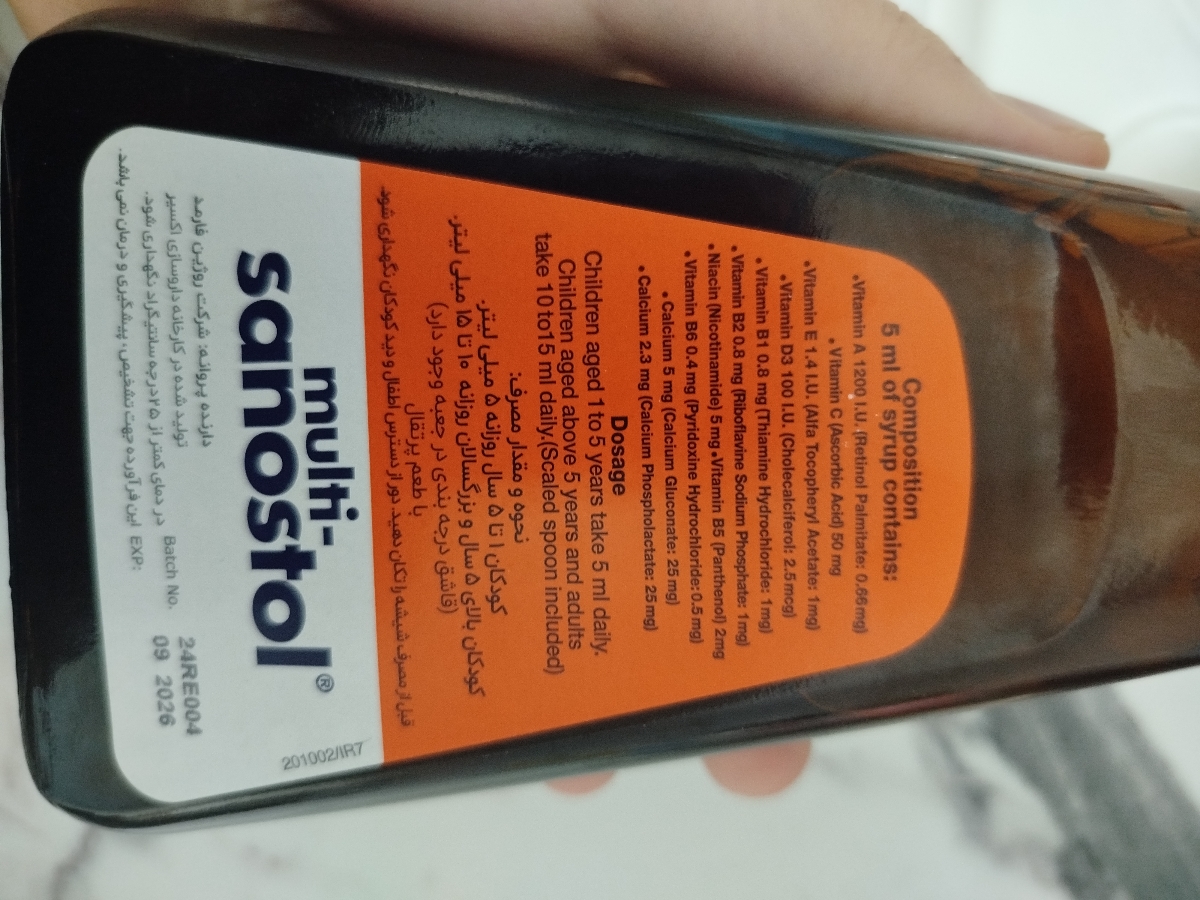 Composition
5 ml of syrup contains:
•Vitamin A 1200 I.U. (Retinol Palmitate: 0.66mg)
•Vitamin C (Ascorbic Acid) 50 mg
•Vitamin E 1.4 I.U. (Alfa Tocopheryl Acetate: 1mg)
•Vitamin D3 100 I.U. (Cholecalciferol: 2.5 mcg)
•Vitamin B1 0.8 mg (Thiamine Hydrochloride: 1mg)
•Vitamin B2 0.8 mg (Riboflavine Sodium Phosphate: 1mg)
•Niacin (Nicotinamide) 5 mg•Vitamin B5 (Panthenol) 2mg
•Vitamin B6 0.4 mg (Pyridoxine Hydrochloride: 0.5 mg)
•Calcium 5 mg (Calcium Gluconate: 25 mg)
•Calcium 2.3 mg (Calcium Phospholactate: 25 mg)
Dosage
Children aged 1 to 5 years take 5 ml daily.
Children aged above 5 years and adults
take 10 to15 ml daily.(Scaled spoon included)
نحوه و مقدار مصرف:
کودکان ۱ تا ۵ سال روزانه ۵ میلی لیتر.
کودکان بالای ۵ سال و بزرگسالان روزانه ۱۰ تا ۱۵ میلی لیتر.
(قاشق درجه بندی در جعبه وجود دارد)
با طعم پرتقال
قبل از مصرف شیشه را تکان دهید. دور از دسترس اطفال و دید کودکان نگهداری شود.
multi-
sanostol®
201002/IR7
دارنده پروانه: شرکت روژین فارمد
تولید شده در کارخانه داروسازی اکسیر
در دمای کمتر از ۲۵ درجه سانتیگراد نگهداری شود.
این فرآورده جهت تشخیص، پیشگیری و درمان نمی باشد.
Batch No. 24RE004
EXP: 09 2026